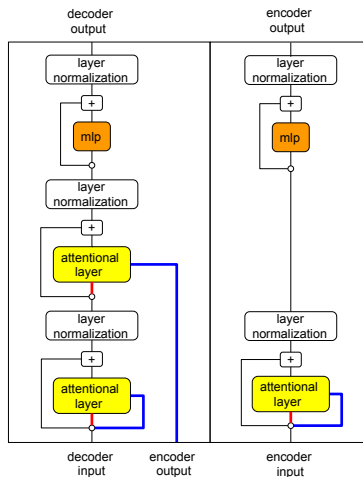 decoder
output
encoder
output
layer
normalization
+
mlp
layer
normalization
+
attentional
layer
layer
normalization
+
attentional
layer
decoder
input
encoder
output
layer
normalization
+
mlp
layer
normalization
+
attentional
layer
encoder
input